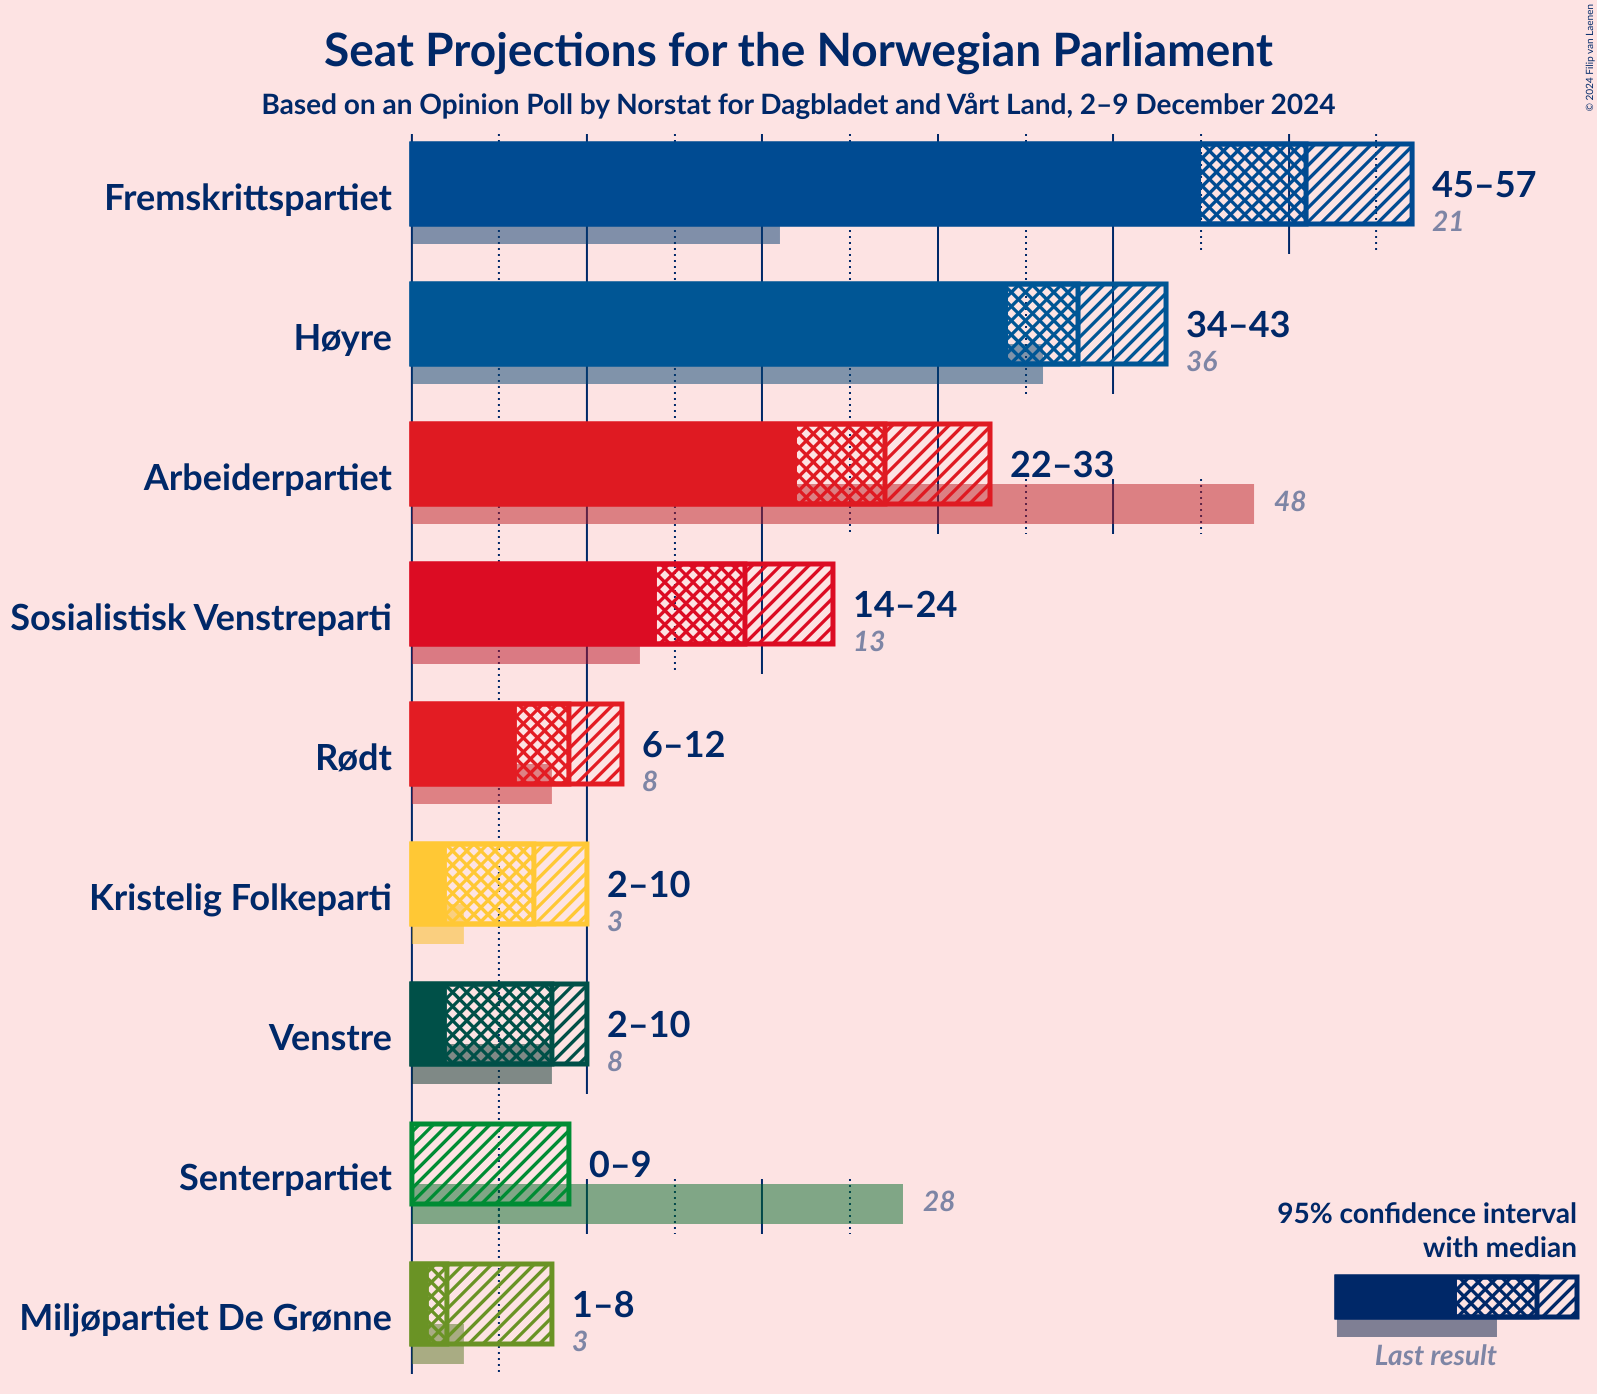 Seat Projections for the Norwegian Parliament
Based on an Opinion Poll by Norstat for Dagbladet and Vårt Land, 2–9 December 2024
© 2024 Filip van Laenen
Fremskrittspartiet
45–57
21
Høyre
34–43
36
Arbeiderpartiet
22–33
48
Sosialistisk Venstreparti
14–24
13
Rødt
6–12
8
Kristelig Folkeparti
2–10
3
Venstre
2–10
8
Senterpartiet
0–9
28
Miljøpartiet De Grønne
1–8
3
95% confidence interval
with median
Last result